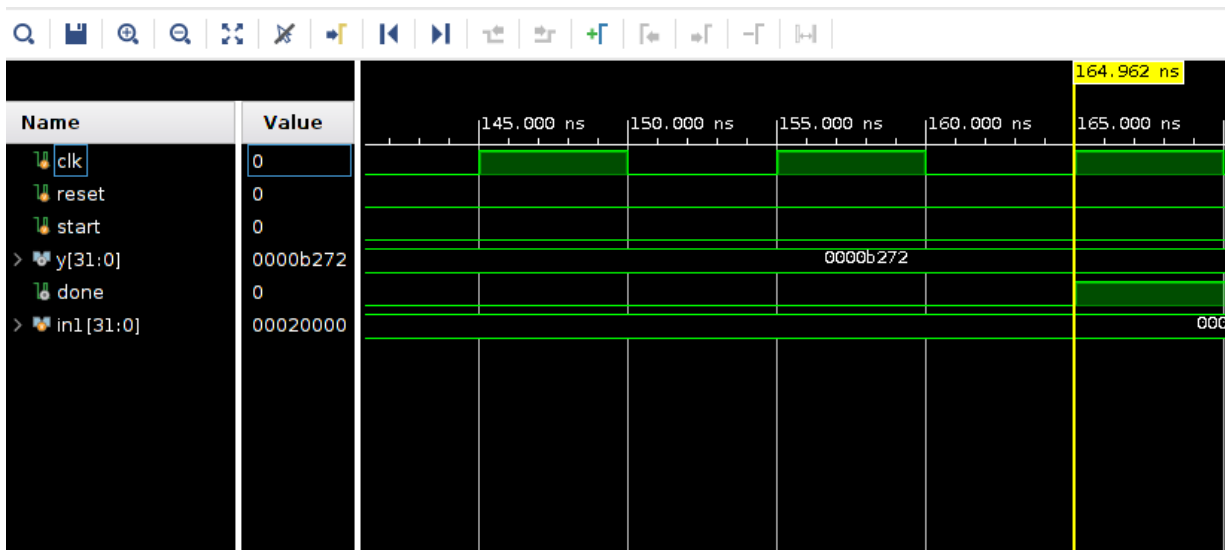 164.962 ns
Name Value 145.000 ns 150.000 ns 155.000 ns 160.000 ns 165.000 ns
clk 0
reset 0
start 0
y[31:0] 0000b272 0000b272
done 0
in1[31:0] 00020000 000